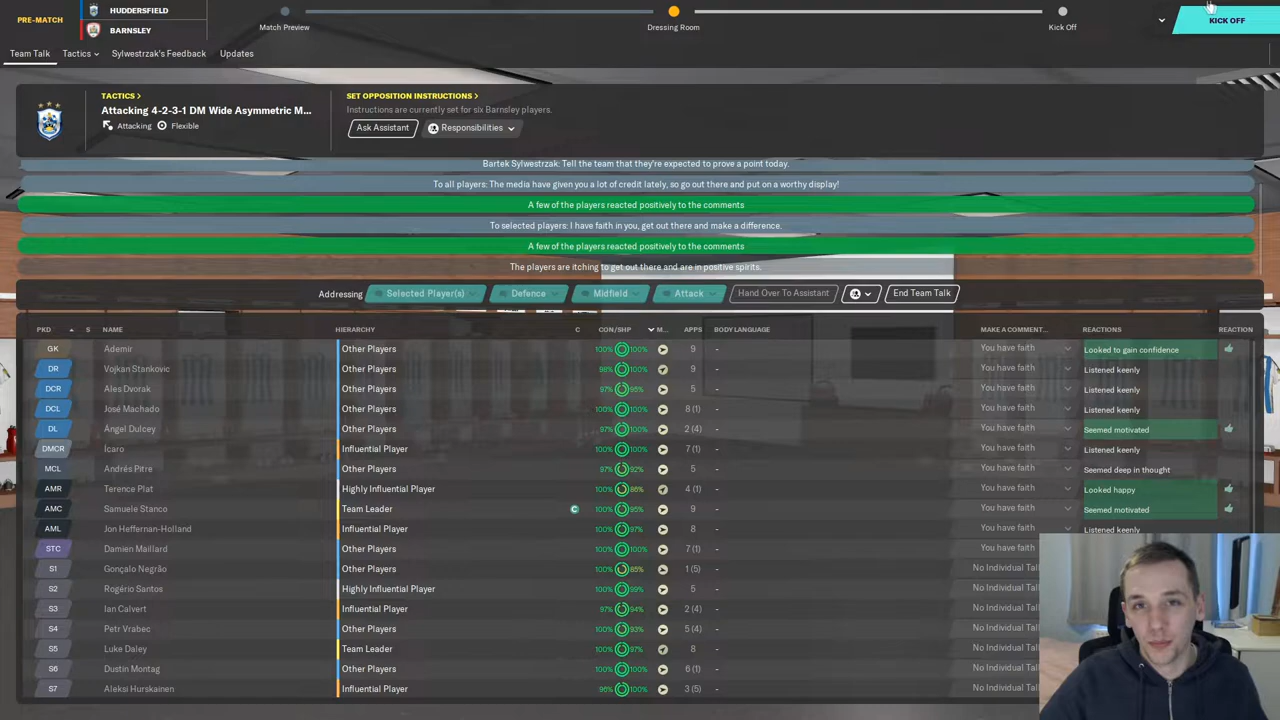 PRE-MATCH
HUDDERSFIELD
BARNSLEY
Match Preview
Dressing Room
Kick Off
KICK OFF
Team Talk Tactics Sylwestrzak's Feedback Updates
TACTICS >
Attacking 4-2-3-1 DM Wide Asymmetric M...
Attacking Flexible
SET OPPOSITION INSTRUCTIONS >
Instructions are currently set for six Barnsley players.
Ask Assistant Responsibilities
Bartek Sylwestrzak: Tell the team that they're expected to prove a point today.
To all players: The media have given you a lot of credit lately, so go out there and put on a worthy display!
A few of the players reacted positively to the comments
To selected players: I have faith in you, get out there and make a difference.
A few of the players reacted positively to the comments
The players are itching to get out there and are in positive spirits.
Addressing Selected Player(s) Defence Midfield Attack Hand Over To Assistant End Team Talk
PKD S NAME HIERARCHY C CON/SHP M... APPS BODY LANGUAGE MAKE A COMMENT... REACTIONS REACTION
GK Ademir Other Players 100% 100% 9 - You have faith Looked to gain confidence
DR Vojkan Stankovic Other Players 98% 100% 9 - You have faith Listened keenly
DCR Ales Dvorak Other Players 97% 95% 5 - You have faith Listened keenly
DCL José Machado Other Players 100% 100% 8 (1) - You have faith Listened keenly
DL Ángel Dulcey Other Players 97% 100% 2 (4) - You have faith Seemed motivated
DMCR Ícaro Influential Player 100% 100% 7 (1) - You have faith Listened keenly
MCL Andrés Pitre Other Players 97% 92% 5 - You have faith Seemed deep in thought
AMR Terence Plat Highly Influential Player 100% 86% 4 (1) - You have faith Looked happy
AMC Samuele Stanco Team Leader C 100% 95% 9 - You have faith Seemed motivated
AML Jon Heffernan-Holland Influential Player 100% 97% 8 - You have faith Listened keenly
STC Damien Maillard Other Players 100% 100% 7 (1) - You have faith
S1 Gonçalo Negrão Other Players 100% 85% 1 (5) - No Individual Tal
S2 Rogério Santos Highly Influential Player 100% 99% 5 - No Individual Tal
S3 Ian Calvert Influential Player 97% 94% 2 (4) - No Individual Tal
S4 Petr Vrabec Other Players 100% 93% 5 (4) - No Individual Tal
S5 Luke Daley Team Leader 100% 97% 8 - No Individual Tal
S6 Dustin Montag Other Players 100% 100% 6 (1) - No Individual Tal
S7 Aleksi Hurskainen Influential Player 96% 100% 3 (5) - No Individual Tal